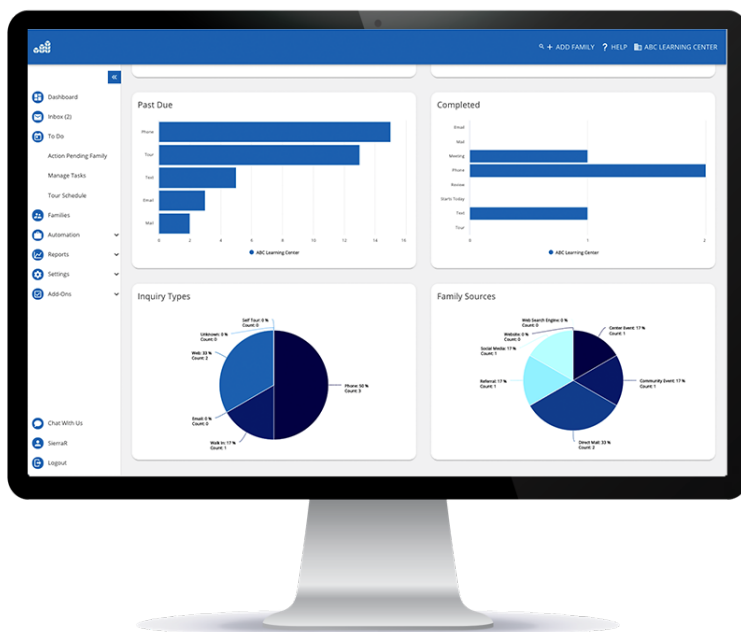 + ADD FAMILY ? HELP ABC LEARNING CENTER
«
Dashboard
Inbox (2)
To Do
Action Pending Family
Manage Tasks
Tour Schedule
Families
Automation
Reports
Settings
Add-Ons
Chat With Us
SierraR
Logout
Past Due
Phone
Tour
Text
Email
Mail
0 2 4 6 8 10 12 14 16
ABC Learning Center
Completed
Email
Mail
Meeting
Phone
Review
Starts Today
Text
Tour
0 1 2
ABC Learning Center
Inquiry Types
Self Tour: 0 %
Count: 0
Unknown: 0 %
Count: 0
Web: 33 %
Count: 2
Phone: 50 %
Count: 3
Email: 0 %
Count: 0
Walk In: 17 %
Count: 1
Family Sources
Web Search Engine: 0 %
Count: 0
Website: 0 %
Count: 0
Center Event: 17 %
Count: 1
Social Media: 17 %
Count: 1
Referral: 17 %
Count: 1
Community Event: 17 %
Count: 1
Direct Mail: 33 %
Count: 2